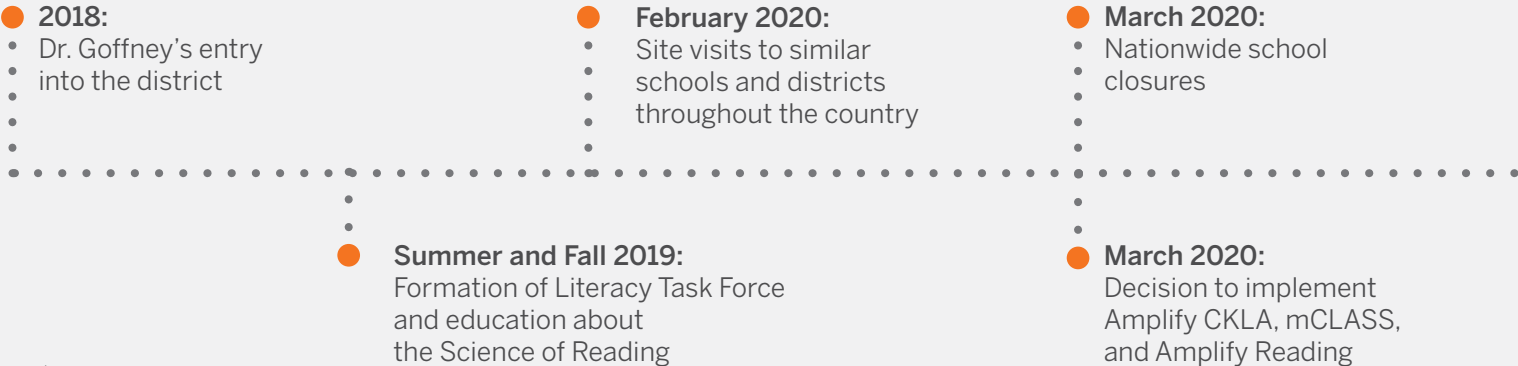 2018:
Dr. Goffney’s entry
into the district
Summer and Fall 2019:
Formation of Literacy Task Force
and education about
the Science of Reading
February 2020:
Site visits to similar
schools and districts
throughout the country
March 2020:
Nationwide school
closures
March 2020:
Decision to implement
Amplify CKLA, mCLASS,
and Amplify Reading